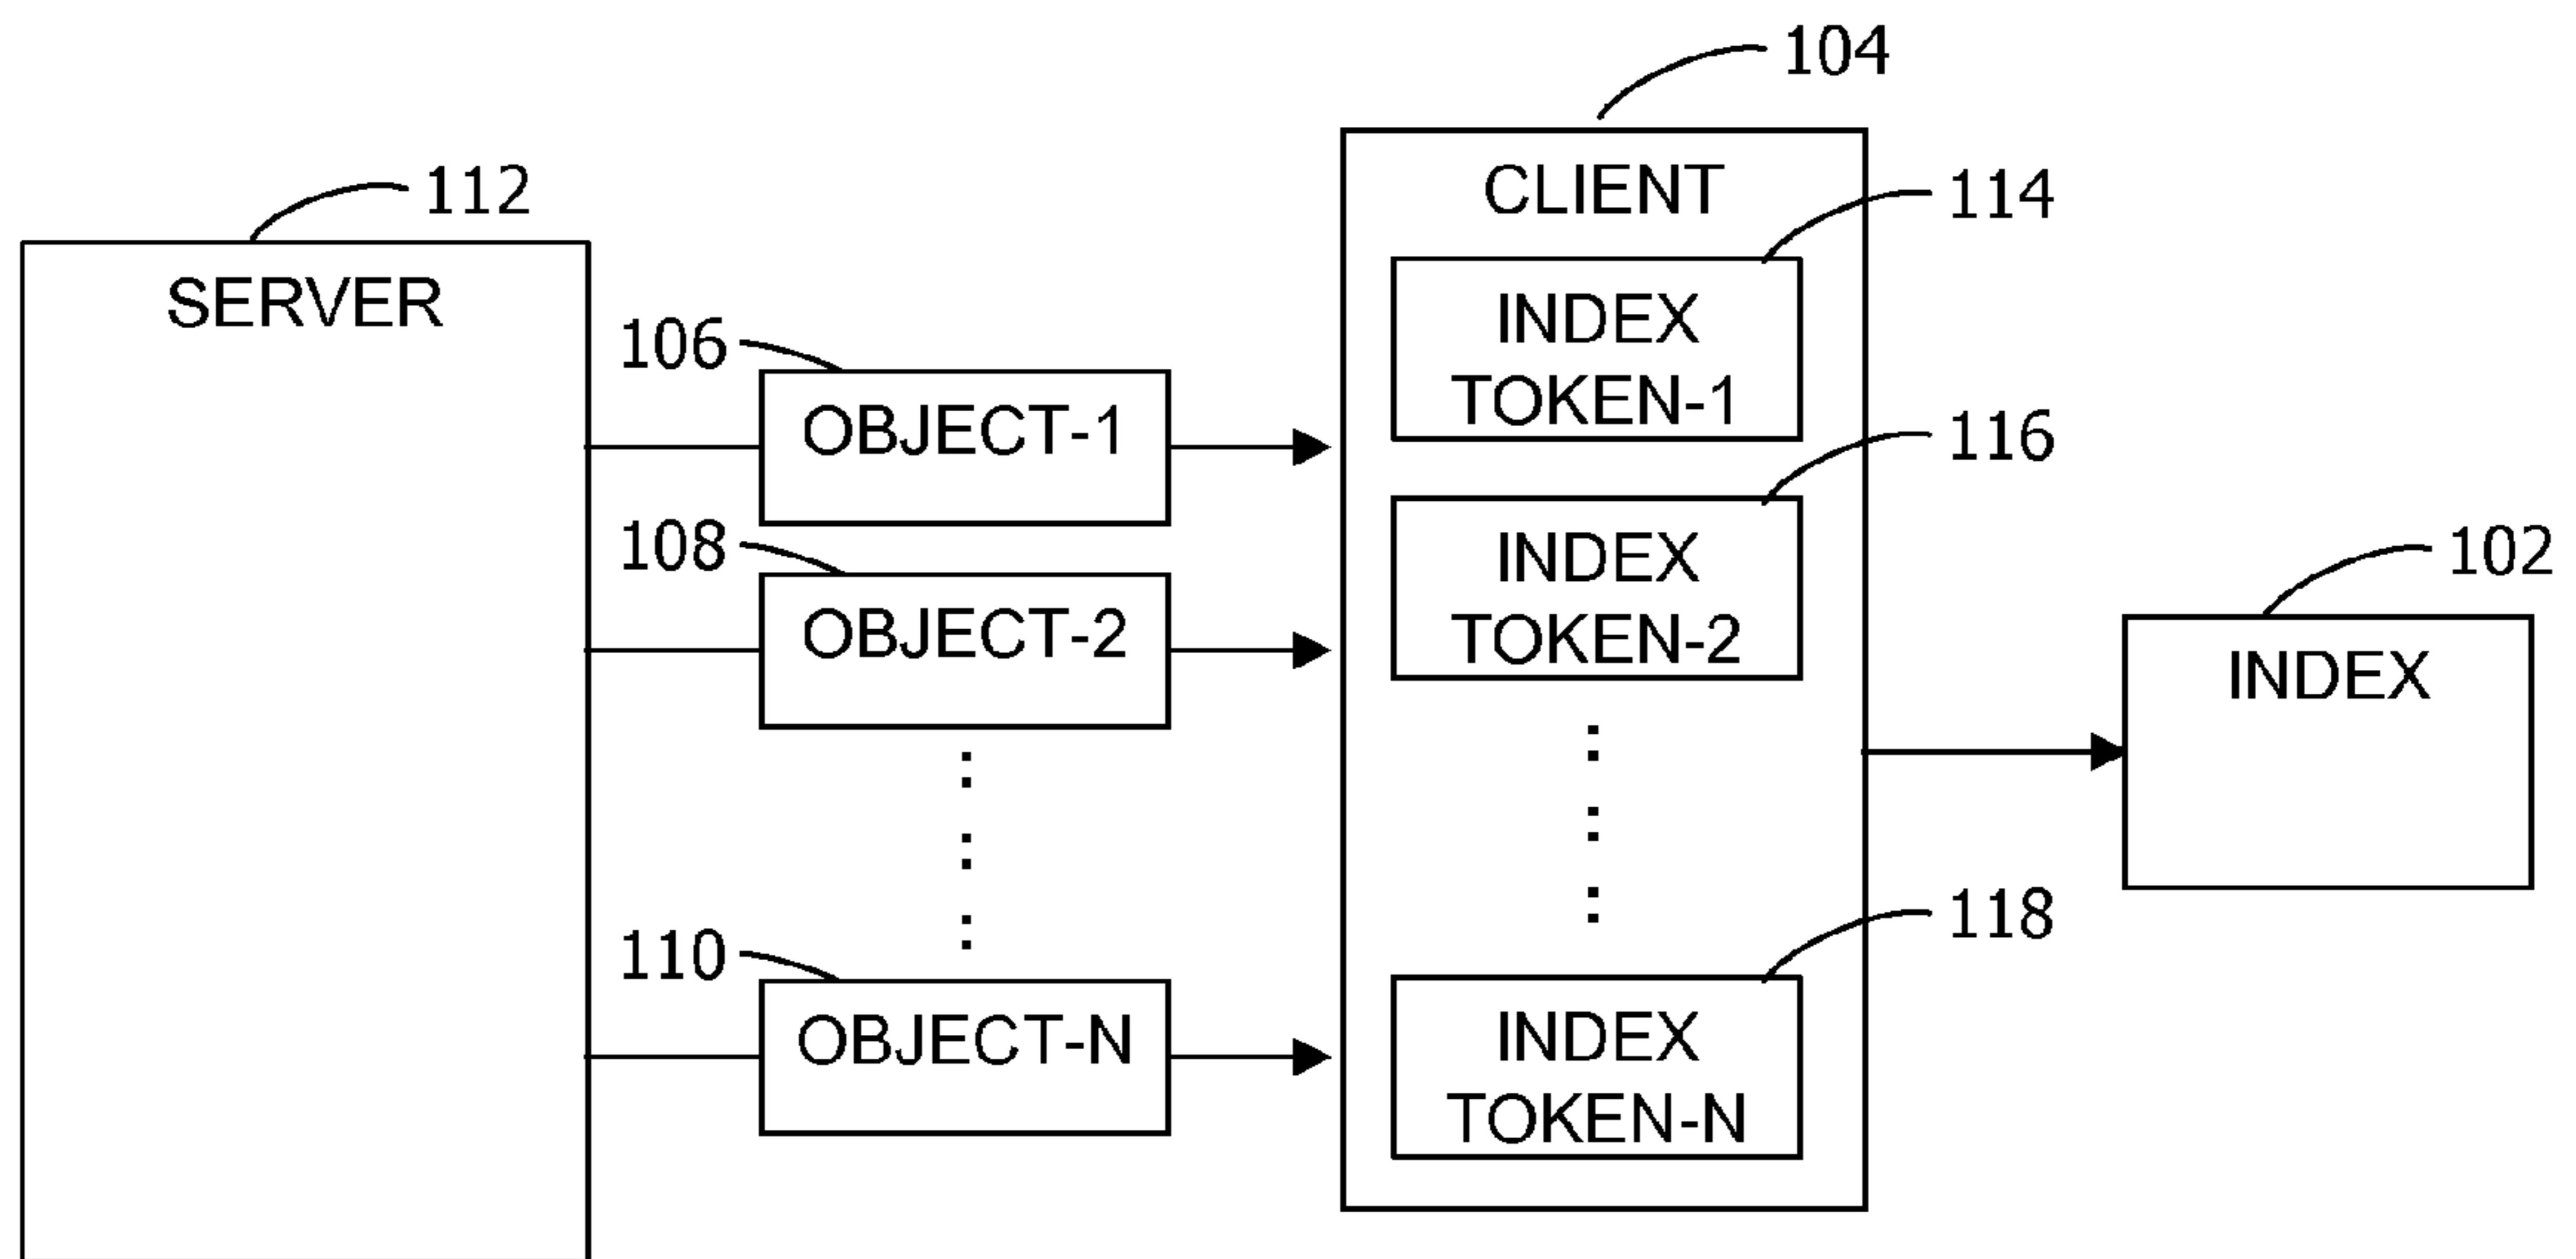 104
CLIENT
112
114
SERVER
INDEX
TOKEN-1
106
OBJECT-1
116
108
INDEX
TOKEN-2
102
OBJECT-2
INDEX
118
110
OBJECT-N
INDEX
TOKEN-N